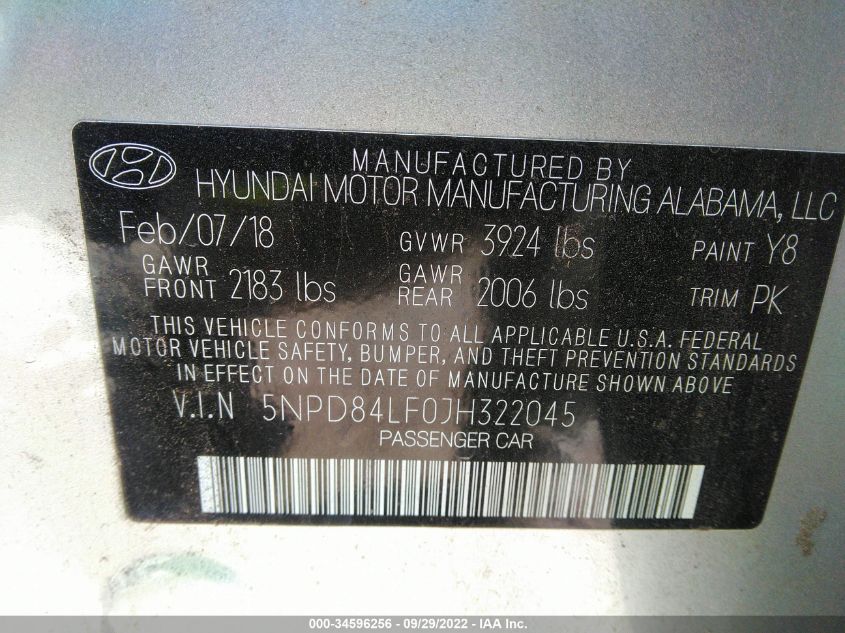 MANUFACTURED BY
HYUNDAI MOTOR MANUFACTURING ALABAMA, LLC
Feb/07/18 GVWR 3924 lbs PAINT Y8
GAWR FRONT 2183 lbs GAWR REAR 2006 lbs TRIM PK
THIS VEHICLE CONFORMS TO ALL APPLICABLE U.S.A. FEDERAL
MOTOR VEHICLE SAFETY, BUMPER, AND THEFT PREVENTION STANDARDS
IN EFFECT ON THE DATE OF MANUFACTURE SHOWN ABOVE.
V.I.N 5NPD84LF0JH322045
PASSENGER CAR
000-34596256 - 09/29/2022 - IAA Inc.